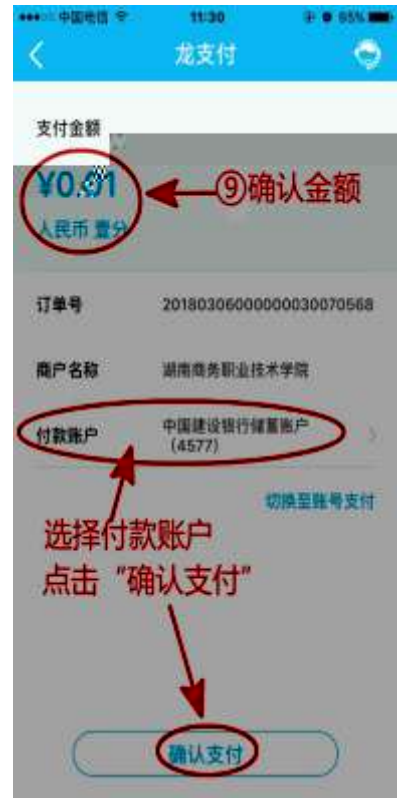 中国电信 11:30 65%
龙支付
支付金额
¥0.01
⑨确认金额
人民币 壹分
订单号 20180306000000030070568
商户名称 湖南商务职业技术学院
付款账户 中国建设银行储蓄账户
(4577)
切换至账号支付
选择付款账户
点击“确认支付”
确认支付